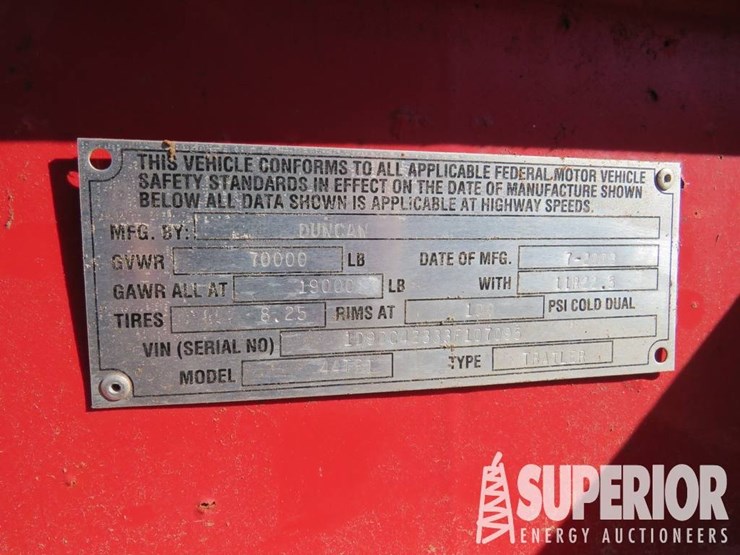 THIS VEHICLE CONFORMS TO ALL APPLICABLE FEDERAL MOTOR VEHICLE
SAFETY STANDARDS IN EFFECT ON THE DATE OF MANUFACTURE SHOWN
BELOW ALL DATA SHOWN IS APPLICABLE AT HIGHWAY SPEEDS.
MFG. BY: DUNCAN
GVWR 70000 LB DATE OF MFG.
GAWR ALL AT LB WITH
TIRES 8.25 RIMS AT PSI COLD DUAL
VIN (SERIAL NO)
MODEL TYPE TRAILER
SUPERIOR
ENERGY AUCTIONEERS